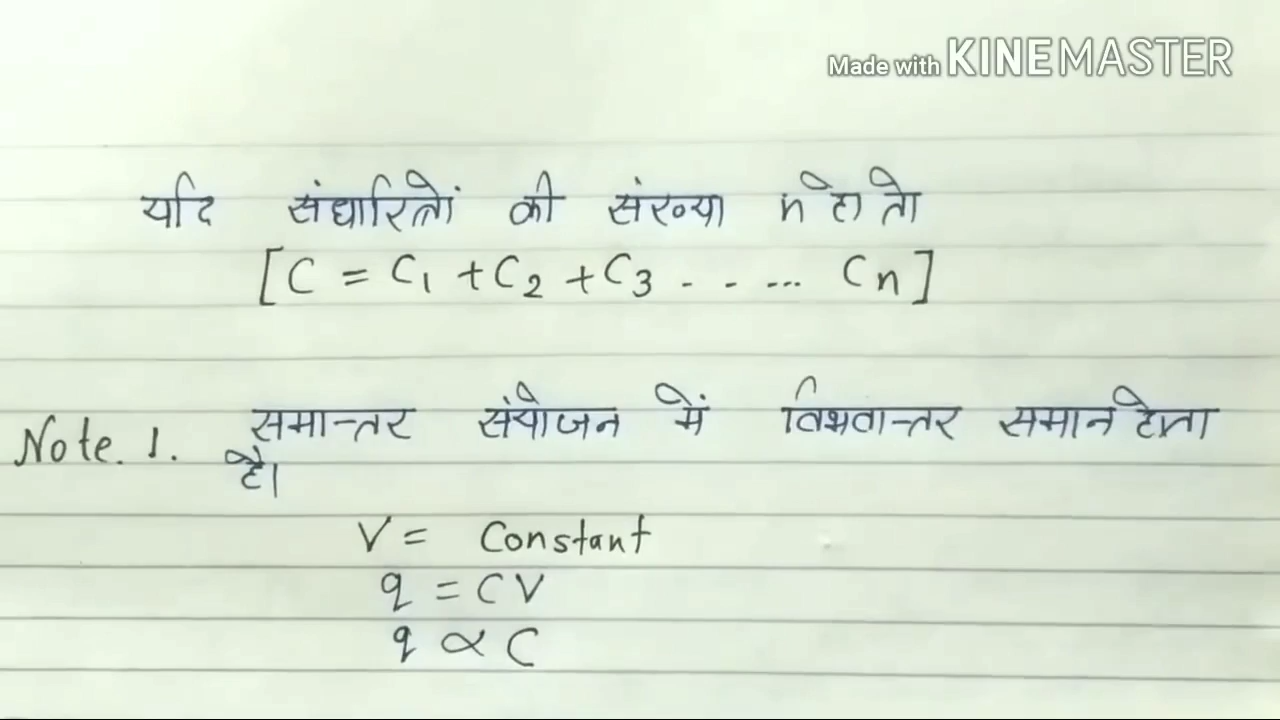 Made with KINEMASTER
यदि संधारित्रों की संख्या n हो तो
[C = C₁ + C₂ + C₃ - - - ... Cn]
Note. 1. समान्तर संयोजन में विभवान्तर समान होता
है।
V = Constant
q = CV
q ∝ C